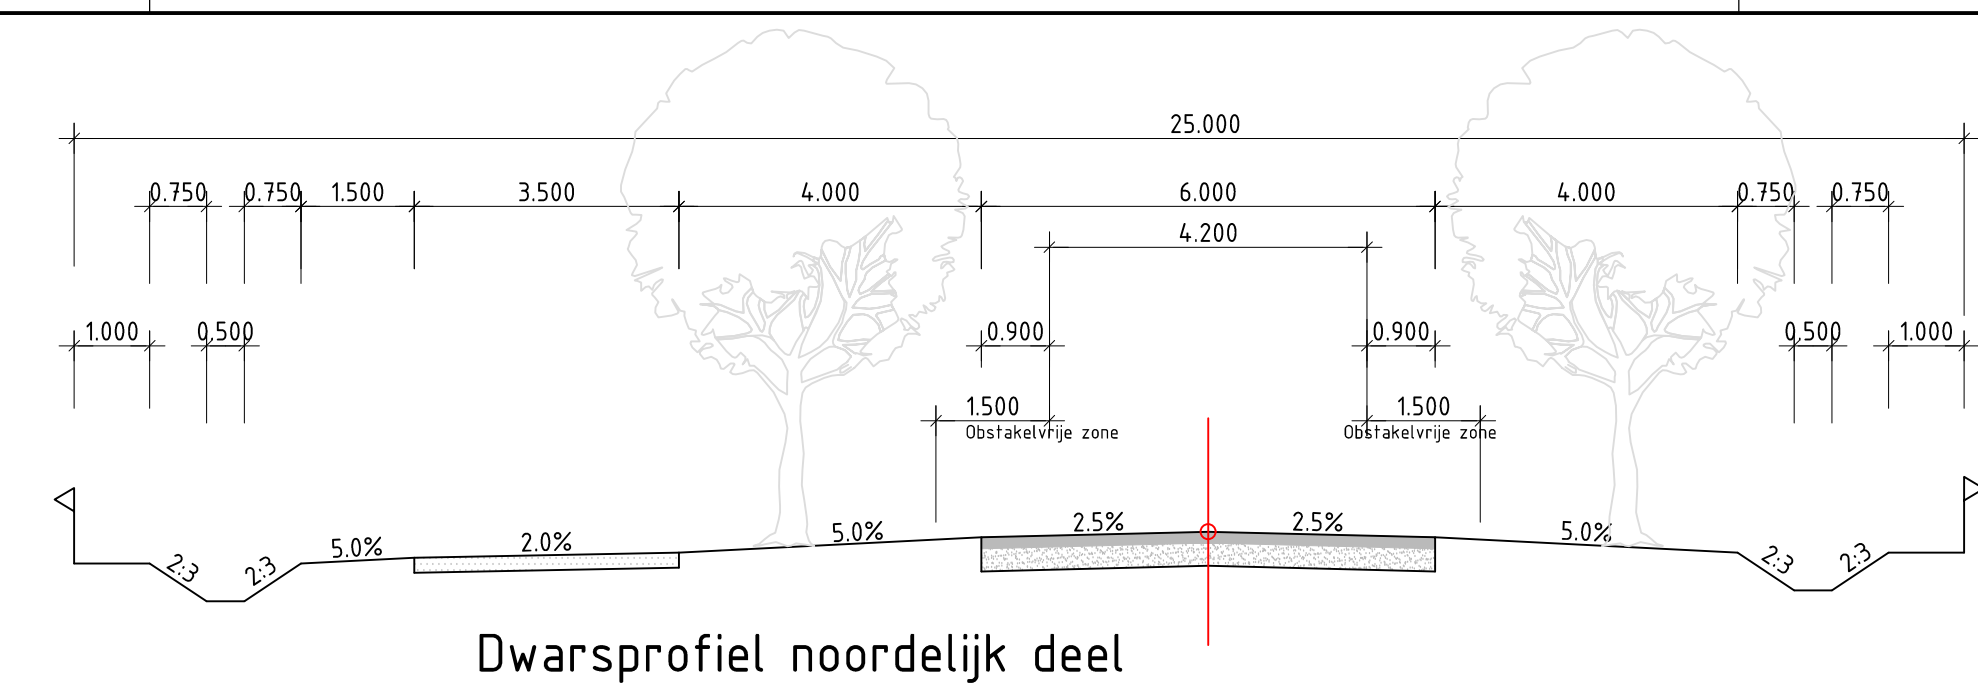 25.000
0.750 0.750 1.500 3.500 4.000 6.000 4.000 0.750 0.750
4.200
1.000 0.500 0.900 0.900 0.500 1.000
1.500 1.500
Obstakelvrije zone Obstakelvrije zone
2:3 2:3 5.0% 2.0% 5.0% 2.5% 2.5% 5.0% 2:3 2:3
Dwarsprofiel noordelijk deel